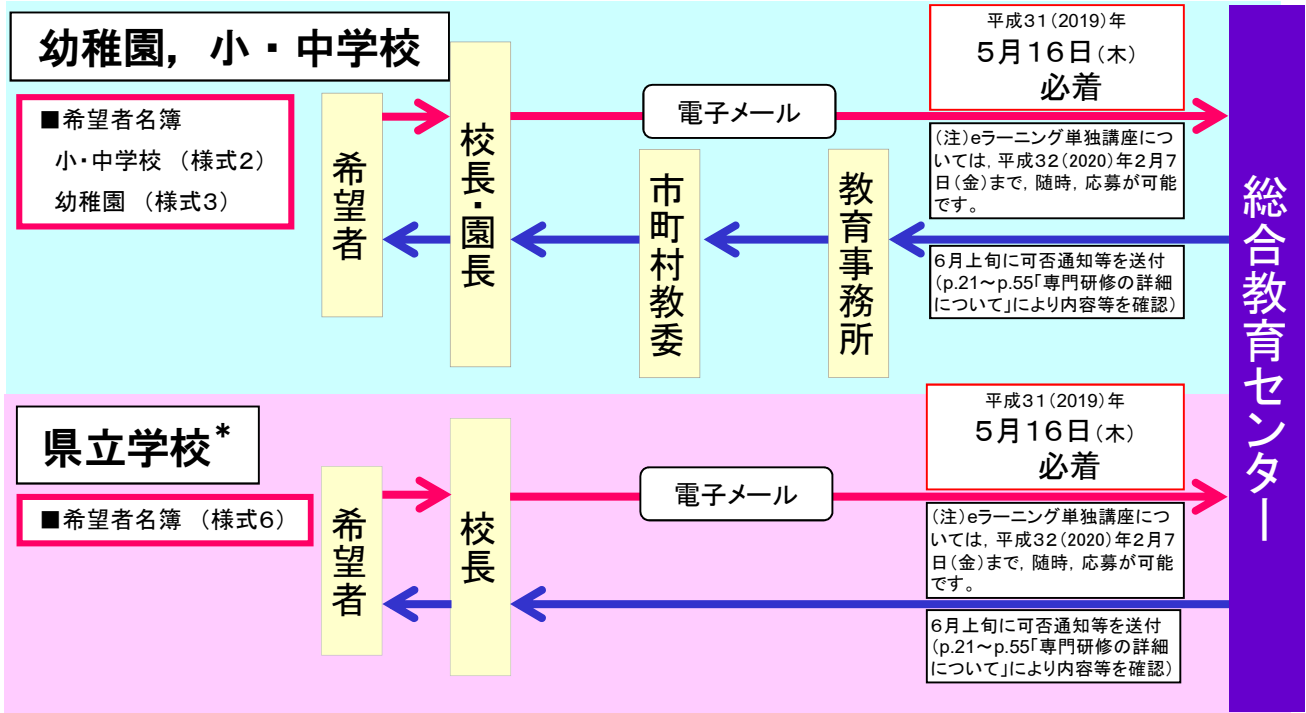 幼稚園，小・中学校
■希望者名簿
小・中学校 （様式２）
幼稚園 （様式３）
希望者
校長・園長
電子メール
市町村教委
教育事務所
平成３１（2019）年
５月１６日（木）
必着
（注）eラーニング単独講座につ
いては，平成３２（2020）年２月７
日（金）まで，随時，応募が可能
です。
６月上旬に可否通知等を送付
（p.21～p.55「専門研修の詳細
について」により内容等を確認）
総合教育センター
県立学校*
■希望者名簿 （様式６）
希望者
校長
電子メール
平成３１（2019）年
５月１６日（木）
必着
（注）eラーニング単独講座につ
いては，平成３２（2020）年２月７
日（金）まで，随時，応募が可能
です。
６月上旬に可否通知等を送付
（p.21～p.55「専門研修の詳細
について」により内容等を確認）